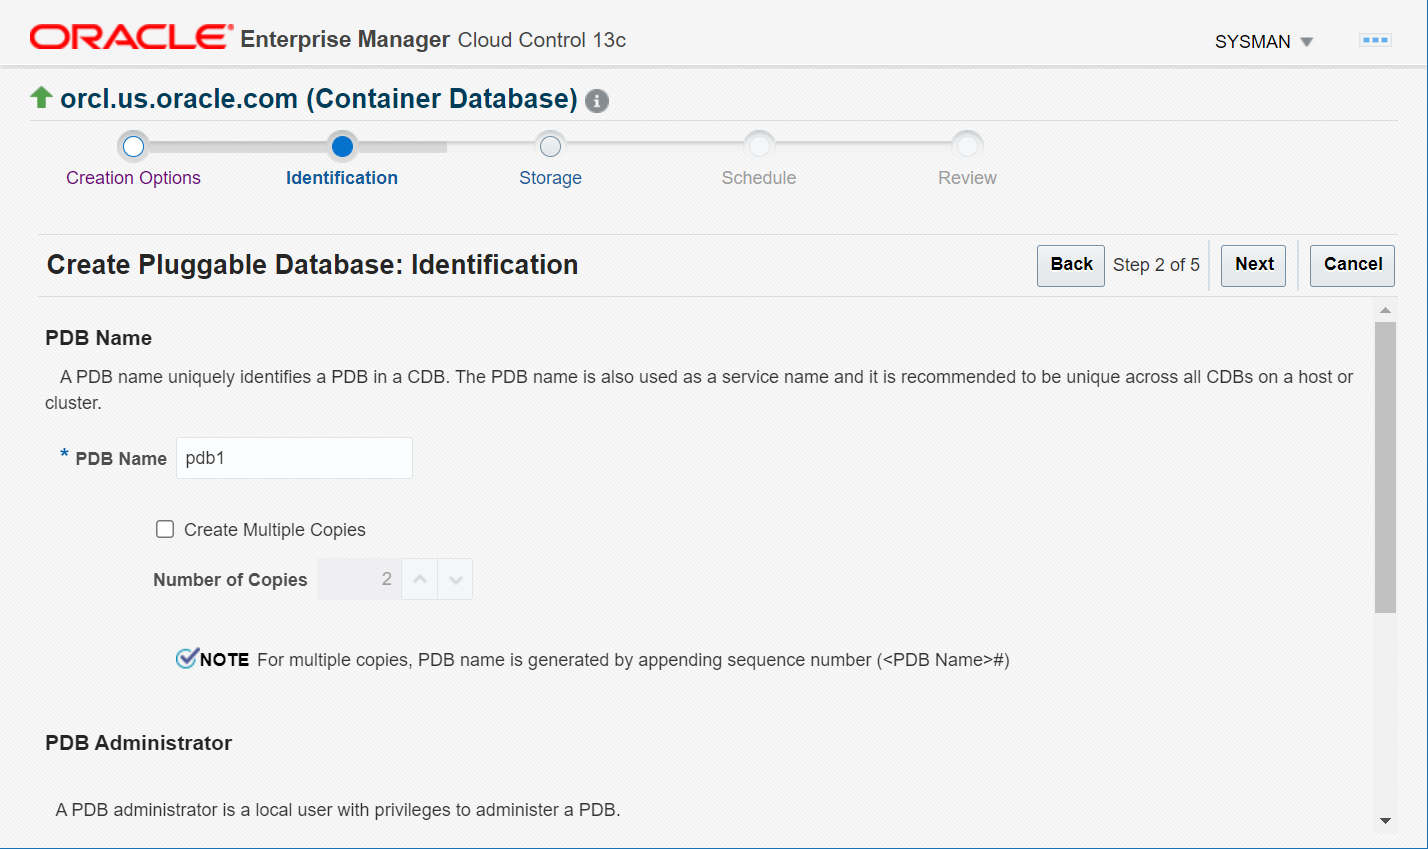 ORACLE Enterprise Manager Cloud Control 13c
SYSMAN
orcl.us.oracle.com (Container Database)
Creation Options Identification Storage Schedule Review
Create Pluggable Database: Identification
Back Step 2 of 5 Next Cancel
PDB Name
A PDB name uniquely identifies a PDB in a CDB. The PDB name is also used as a service name and it is recommended to be unique across all CDBs on a host or
cluster.
* PDB Name pdb1
Create Multiple Copies
Number of Copies 2
NOTE For multiple copies, PDB name is generated by appending sequence number (<PDB Name>#)
PDB Administrator
A PDB administrator is a local user with privileges to administer a PDB.